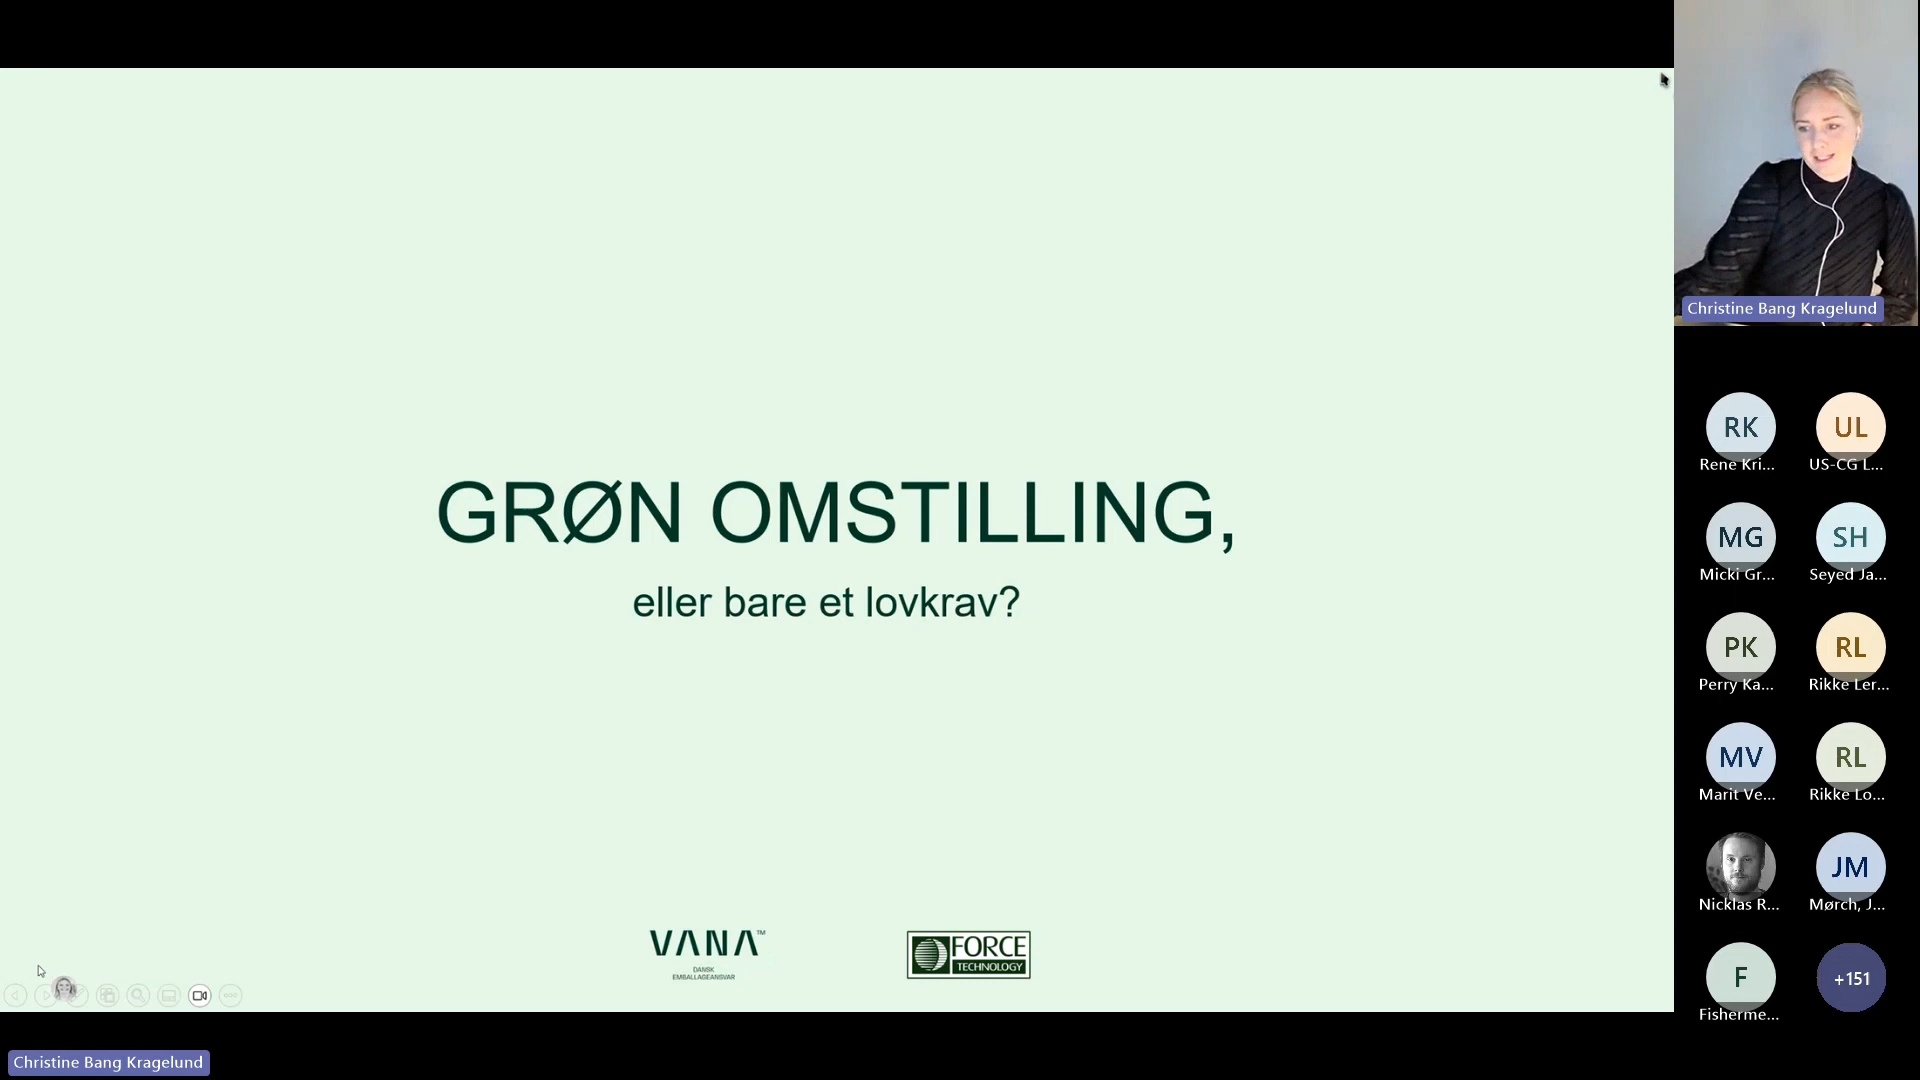 GRØN OMSTILLING,
eller bare et lovkrav?
VANA™
DANSK
EMBALLAGEANSVAR
FORCE
TECHNOLOGY
Christine Bang Kragelund
RK
Rene Kri...
UL
US-CG L...
MG
Micki Gr...
SH
Seyed Ja...
PK
Perry Ka...
RL
Rikke Ler...
MV
Marit Ve...
RL
Rikke Lo...
Nicklas R...
JM
Mørch, J...
F
Fisherme...
+151
Christine Bang Kragelund